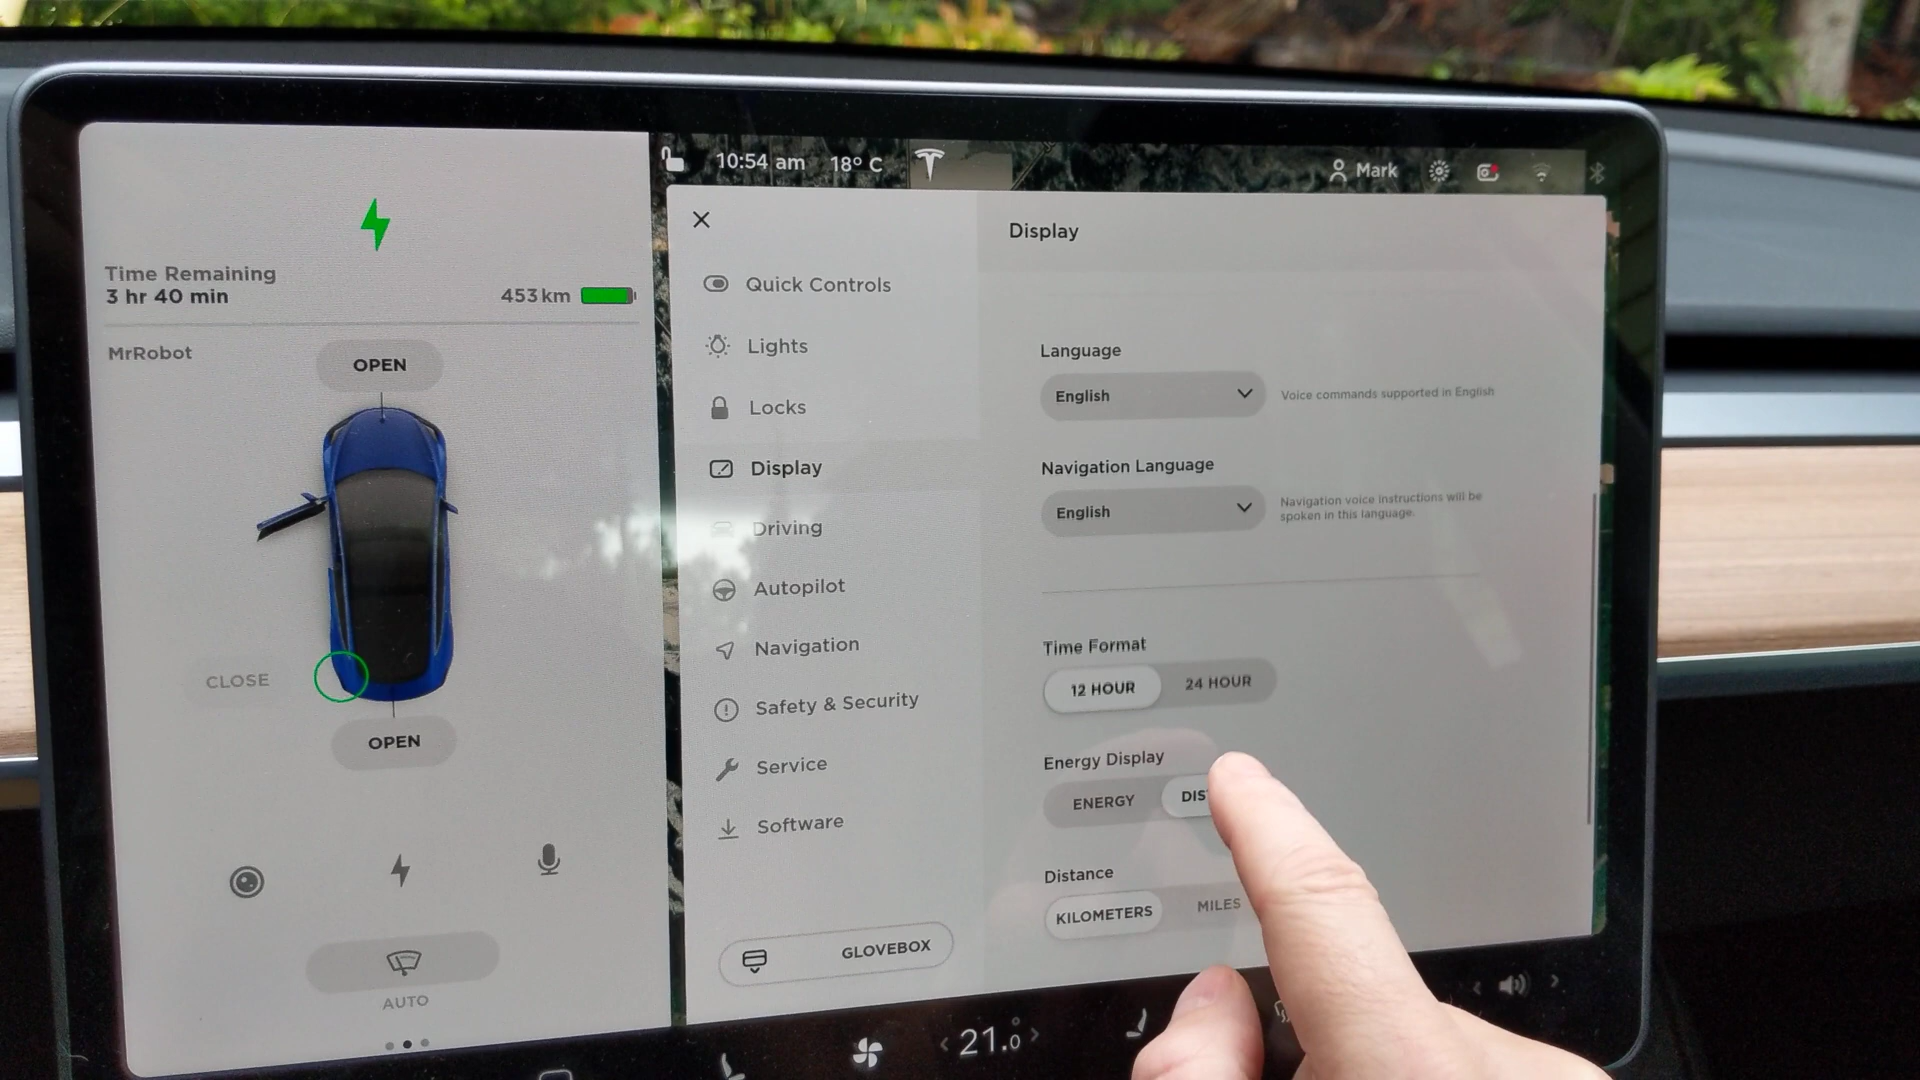 Time Remaining
3 hr 40 min
453 km
MrRobot
OPEN
CLOSE
OPEN
AUTO
10:54 am
18° C
Mark
Quick Controls
Lights
Locks
Display
Driving
Autopilot
Navigation
Safety & Security
Service
Software
GLOVEBOX
Display
Language
English
Voice commands supported in English
Navigation Language
English
Navigation voice instructions will be
spoken in this language.
Time Format
12 HOUR
24 HOUR
Energy Display
ENERGY
Distance
KILOMETERS
MILES
21.0°